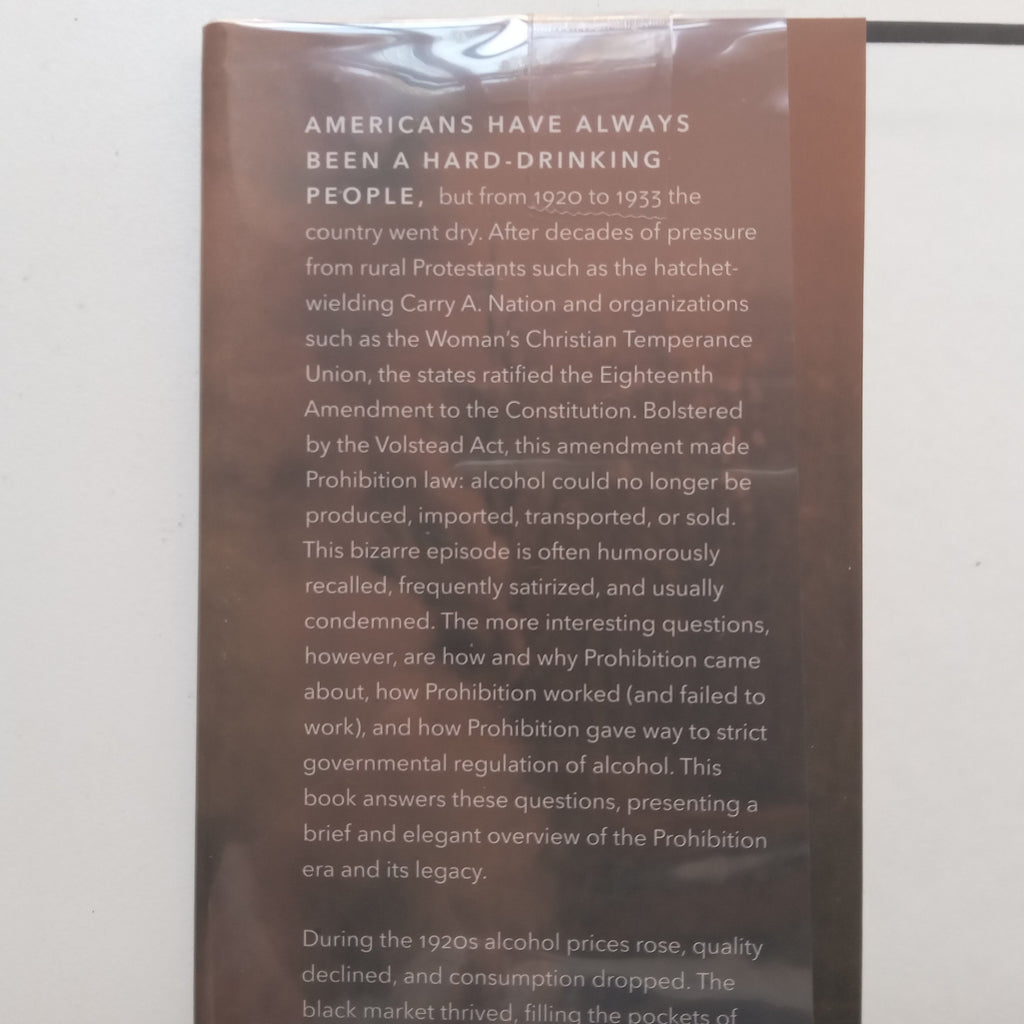 AMERICANS HAVE ALWAYS
BEEN A HARD-DRINKING
PEOPLE, but from 1920 to 1933 the
country went dry. After decades of pressure
from rural Protestants such as the hatchet-
wielding Carry A. Nation and organizations
such as the Woman's Christian Temperance
Union, the states ratified the Eighteenth
Amendment to the Constitution. Bolstered
by the Volstead Act, this amendment made
Prohibition law: alcohol could no longer be
produced, imported, transported, or sold.
This bizarre episode is often humorously
recalled, frequently satirized, and usually
condemned. The more interesting questions,
however, are how and why Prohibition came
about, how Prohibition worked (and failed to
work), and how Prohibition gave way to strict
governmental regulation of alcohol. This
book answers these questions, presenting a
brief and elegant overview of the Prohibition
era and its legacy.
During the 1920s alcohol prices rose, quality
declined, and consumption dropped. The
black market thrived, filling the pockets of